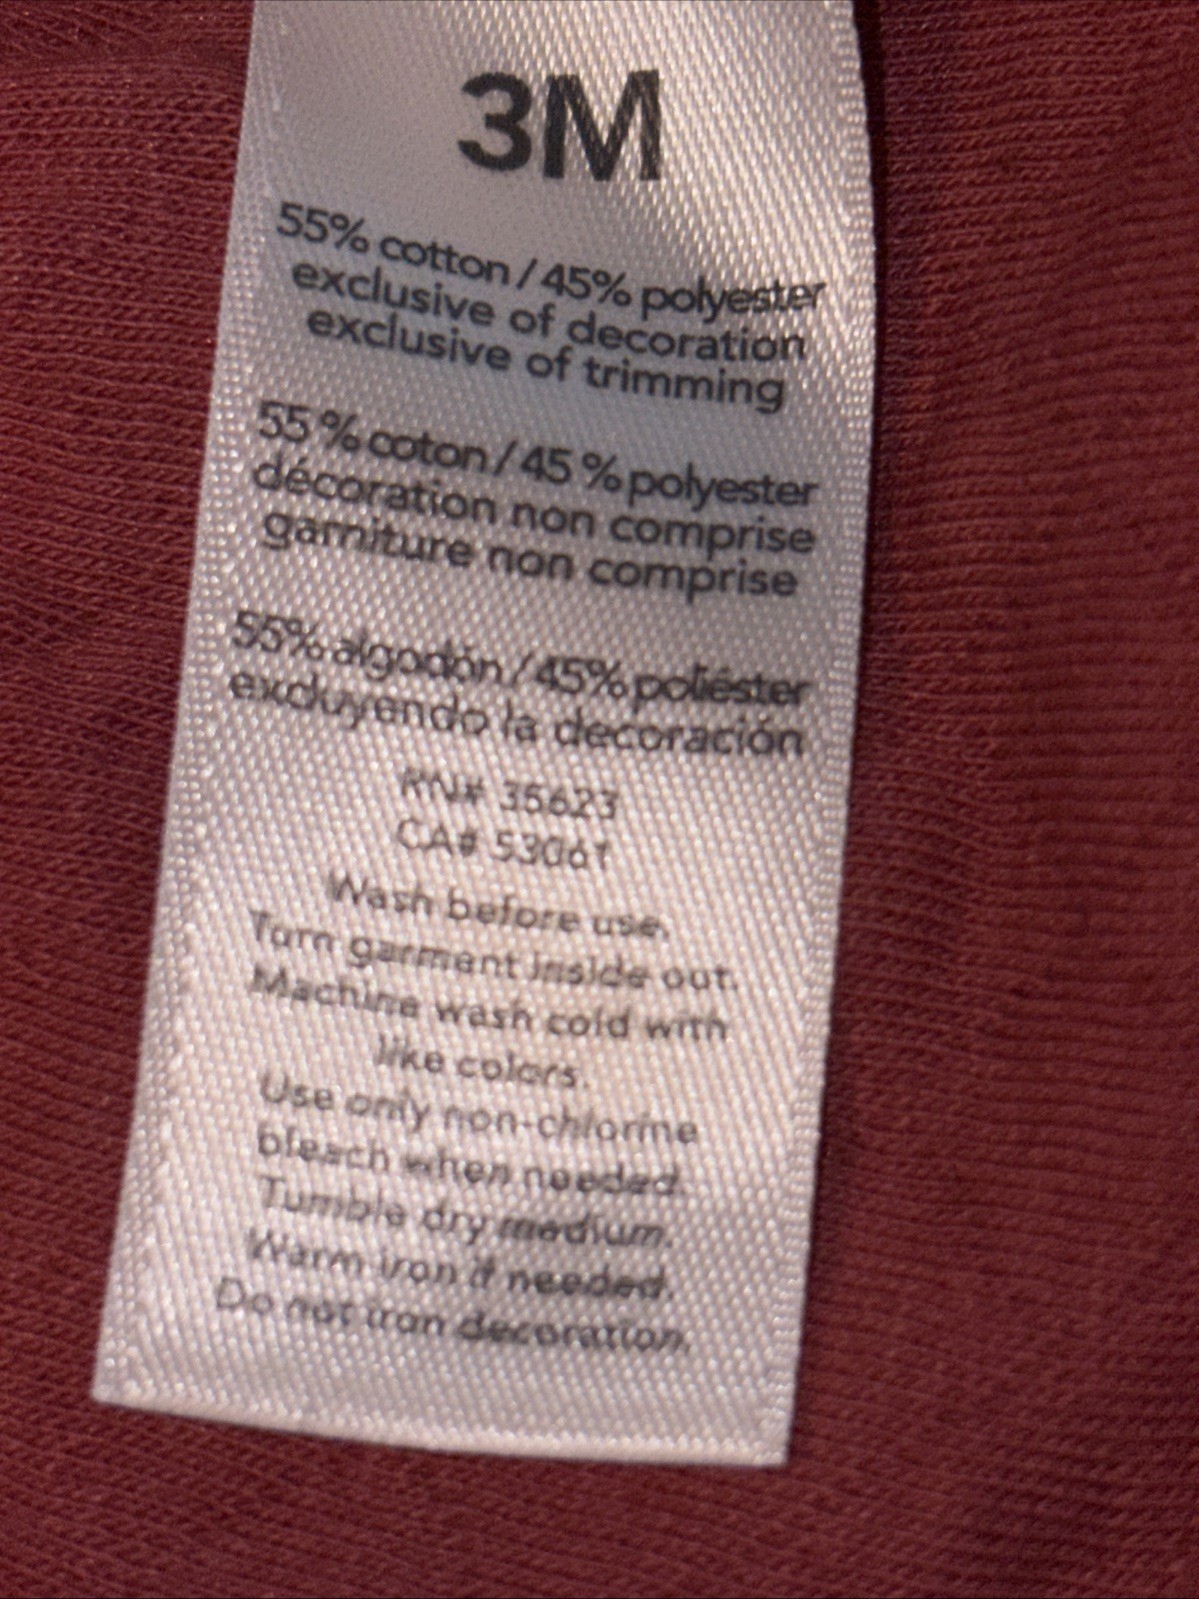 3M
55% cotton / 45% polyester
exclusive of decoration
exclusive of trimming
55 % coton / 45 % polyester
décoration non comprise
garniture non comprise
55% algodón / 45% poliéster
excluyendo la decoración
RN# 35623
CA# 53061
Wash before use.
Turn garment inside out.
Machine wash cold with
like colors.
Use only non-chlorine
bleach when needed.
Tumble dry medium.
Warm iron if needed.
Do not iron decoration.